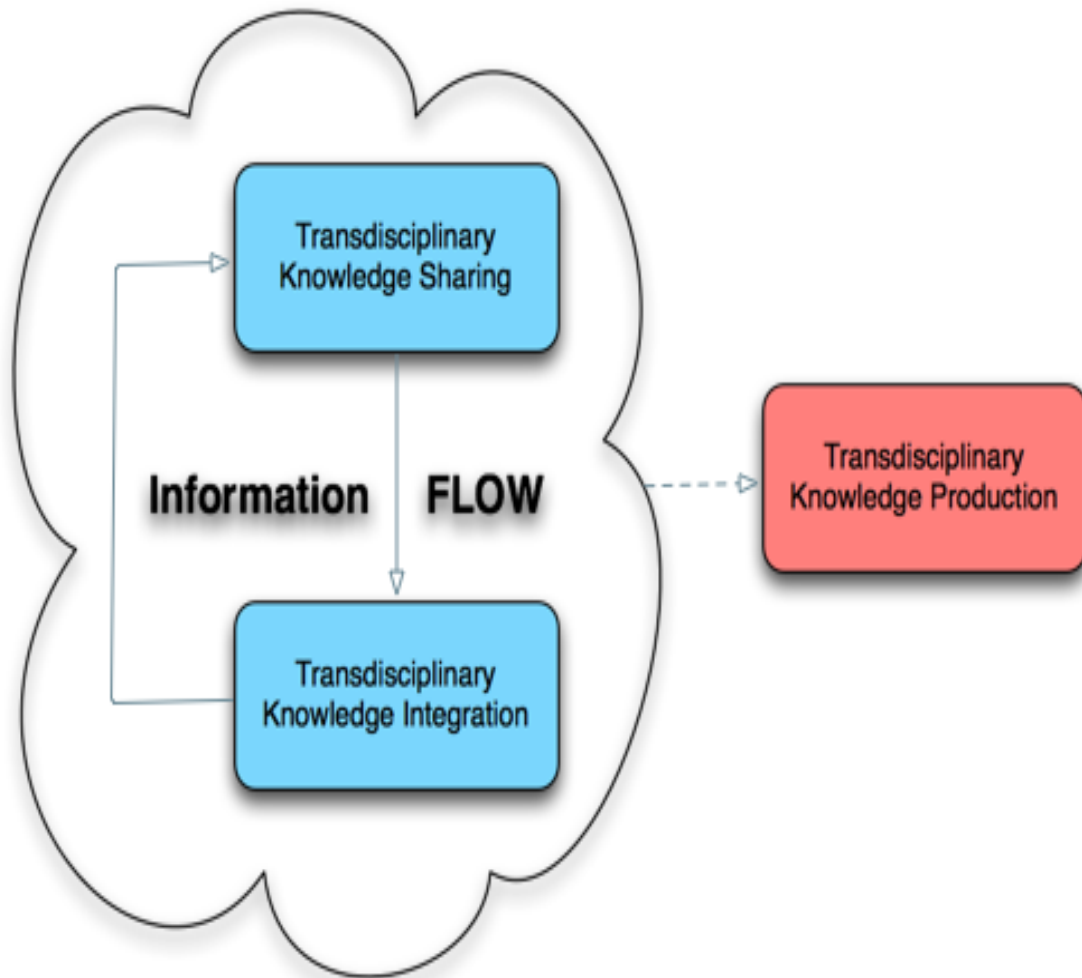 Transdisciplinary
Knowledge Sharing
Information FLOW
Transdisciplinary
Knowledge Production
Transdisciplinary
Knowledge Integration